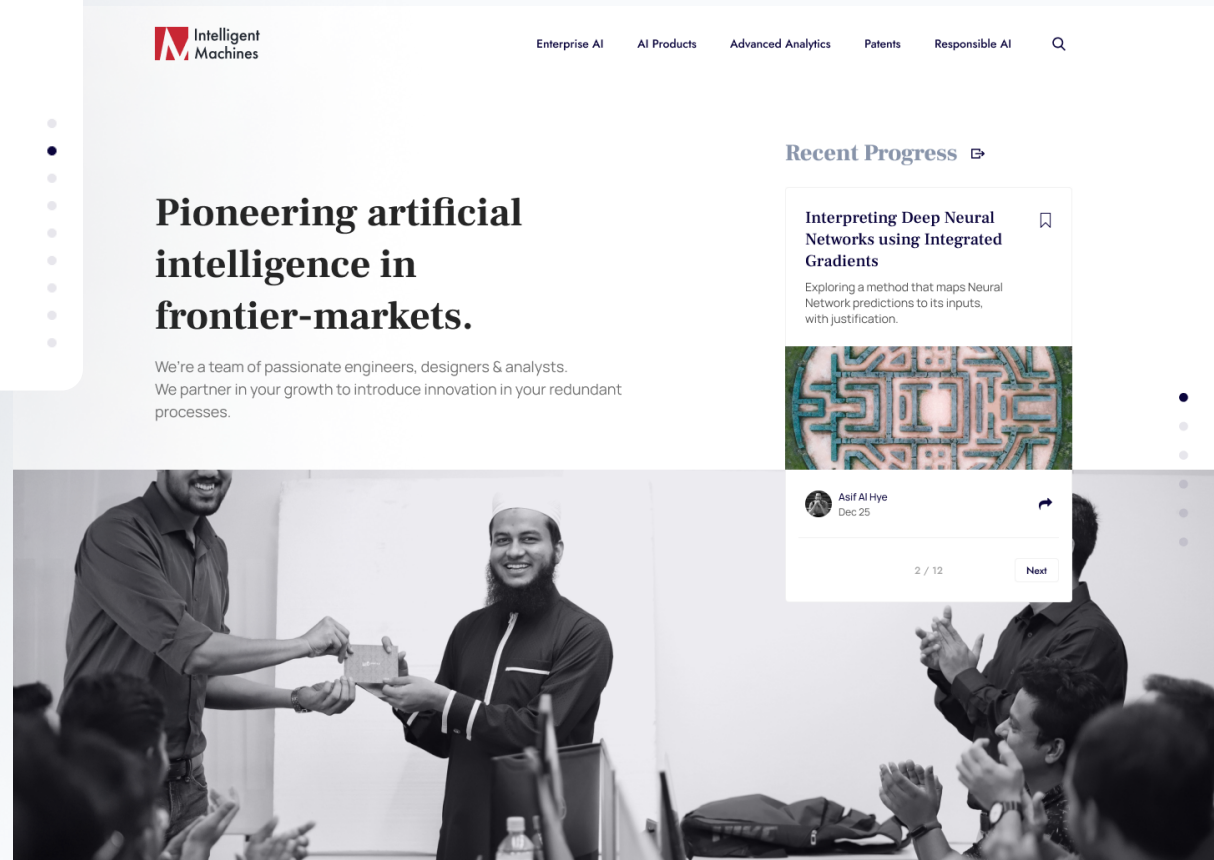 Intelligent
Machines
Enterprise AI
AI Products
Advanced Analytics
Patents
Responsible AI
Recent Progress
Pioneering artificial
intelligence in
frontier-markets.
We're a team of passionate engineers, designers & analysts.
We partner in your growth to introduce innovation in your redundant
processes.
Interpreting Deep Neural
Networks using Integrated
Gradients
Exploring a method that maps Neural
Network predictions to its inputs,
with justification.
Asif Al Hye
Dec 25
2 / 12
Next